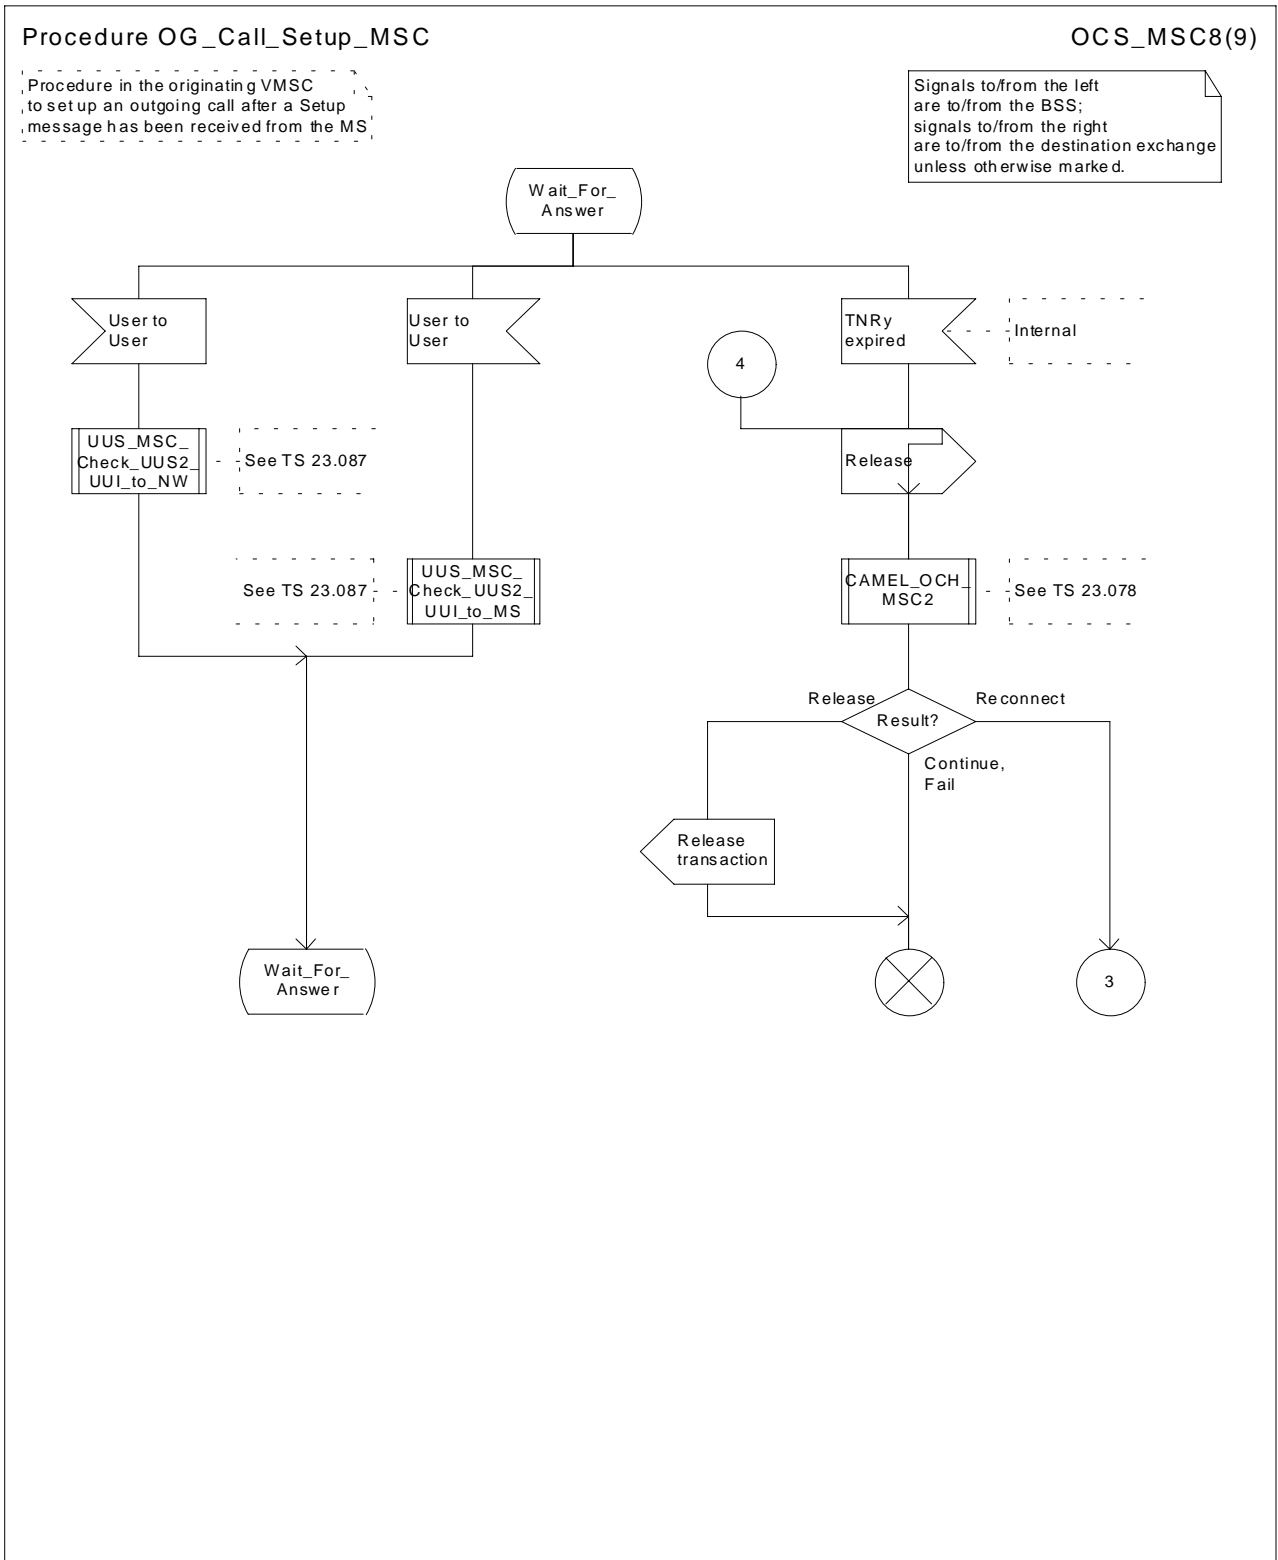 Procedure OG_Call_Setup_MSC
OCS_MSC8(9)
Procedure in the originating VMSC
to set up an outgoing call after a Setup
message has been received from the MS
Signals to/from the left
are to/from the BSS;
signals to/from the right
are to/from the destination exchange
unless otherwise marked.
Wait_For_
Answer
User to
User
User to
User
TNRy
expired
Internal
4
UUS_MSC_
Check_UUS2_
UUI_to_NW
See TS 23.087
Release
See TS 23.087
UUS_MSC_
Check_UUS2_
UUI_to_MS
CAMEL_OCH_
MSC2
See TS 23.078
Release
Reconnect
Result?
Continue,
Fail
Release
transaction
Wait_For_
Answer
3